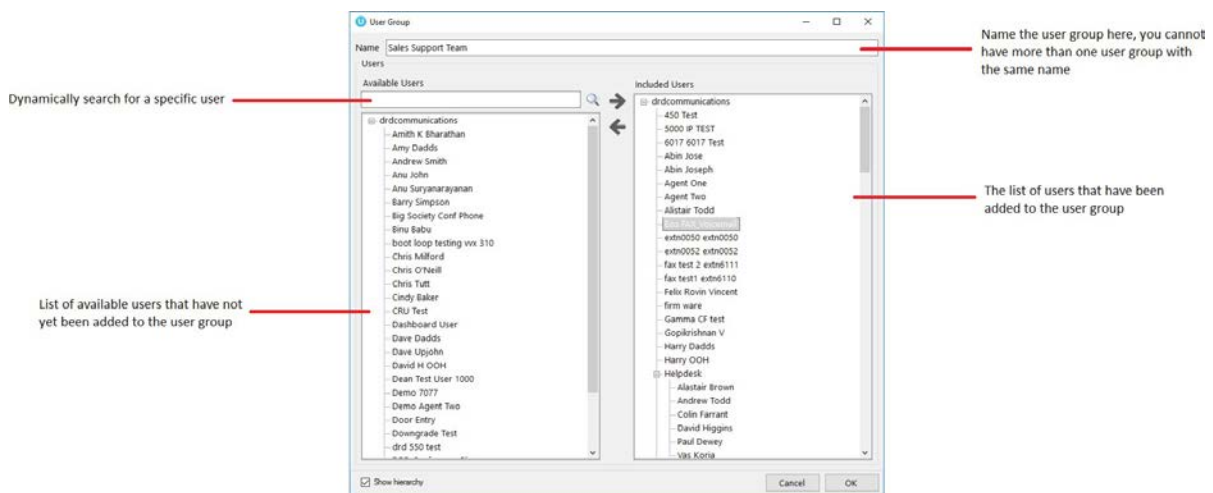 User Group
Name the user group here, you cannot
have more than one user group with
the same name
Name Sales Support Team
Users
Available Users
Included Users
Dynamically search for a specific user
drdcommunications
Amith K Bharathan
Amy Dadds
Andrew Smith
Anu John
Anu Suryanarayanan
Barry Simpson
Big Society Conf Phone
Binu Babu
boot loop testing vvx 310
Chris Milford
Chris O'Neill
Chris Tutt
Cindy Baker
CRU Test
Dashboard User
Dave Dadds
Dave Upjohn
David H OOH
Dean Test User 1000
Demo 7077
Demo Agent Two
Door Entry
Downgrade Test
drd 550 test
List of available users that have not
yet been added to the user group
drdcommunications
450 Test
5000 IP TEST
6017 6017 Test
Abin Jose
Abin Joseph
Agent One
Agent Two
Alistair Todd
extn0050 extn0050
extn0052 extn0052
fax test 2 extn6111
fax test1 extn6110
Felix Rovin Vincent
firm ware
Gamma CF test
Gopikrishnan V
Harry Dadds
Harry OOH
Helpdesk
Alastair Brown
Andrew Todd
Colin Farrant
David Higgins
Paul Dewey
Vas Koria
The list of users that have been
added to the user group
Show hierarchy
Cancel
OK